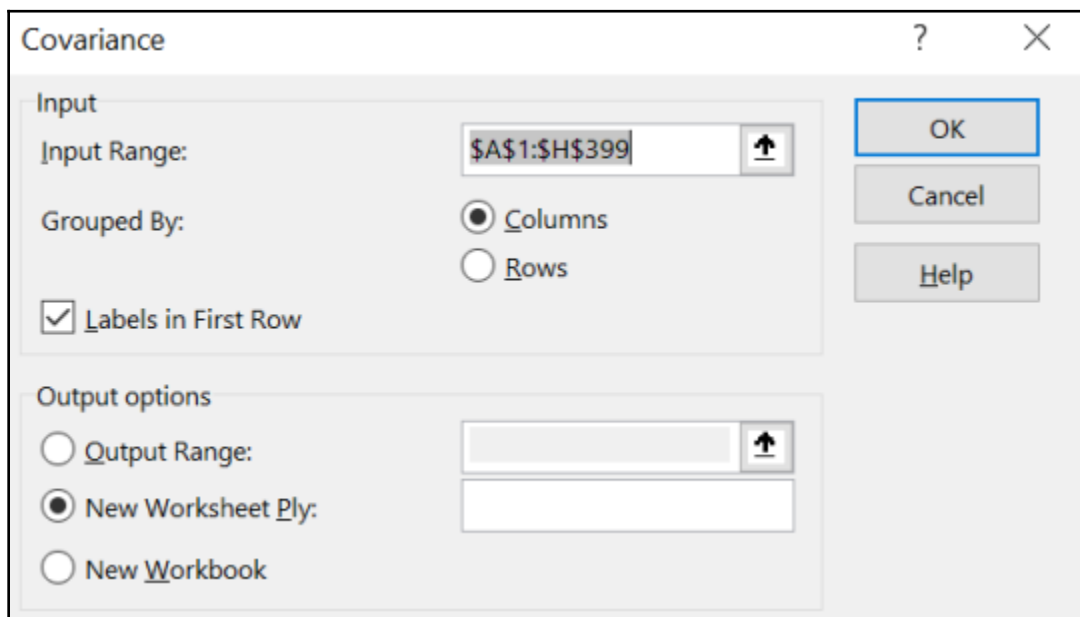 Covariance ?
Input
Input Range: $A$1:$H$399
Grouped By: Columns
Rows
Labels in First Row
OK
Cancel
Help
Output options
Output Range:
New Worksheet Ply:
New Workbook